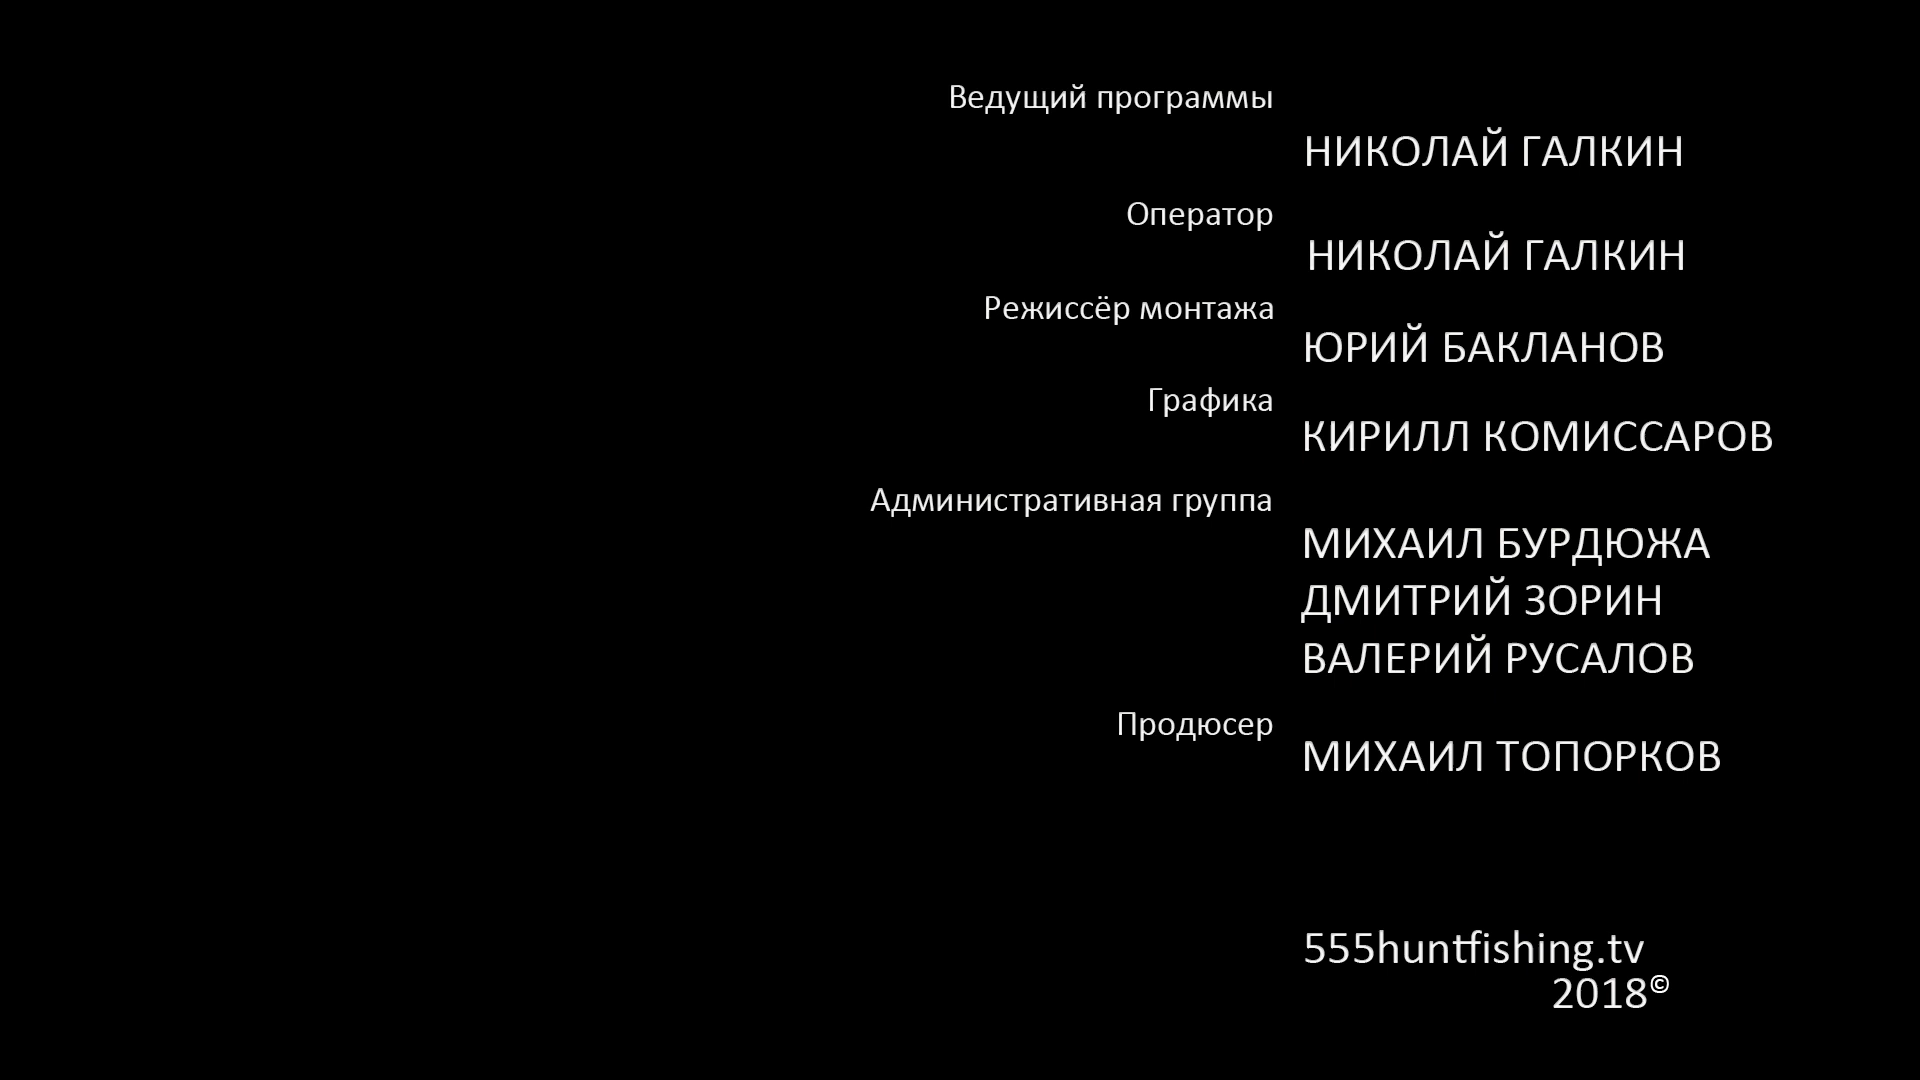 Ведущий программы
НИКОЛАЙ ГАЛКИН
Оператор
НИКОЛАЙ ГАЛКИН
Режиссёр монтажа
ЮРИЙ БАКЛАНОВ
Графика
КИРИЛЛ КОМИССАРОВ
Административная группа
МИХАИЛ БУРДЮЖА
ДМИТРИЙ ЗОРИН
ВАЛЕРИЙ РУСАЛОВ
Продюсер
МИХАИЛ ТОПОРКОВ
555huntfishing.tv
2018©